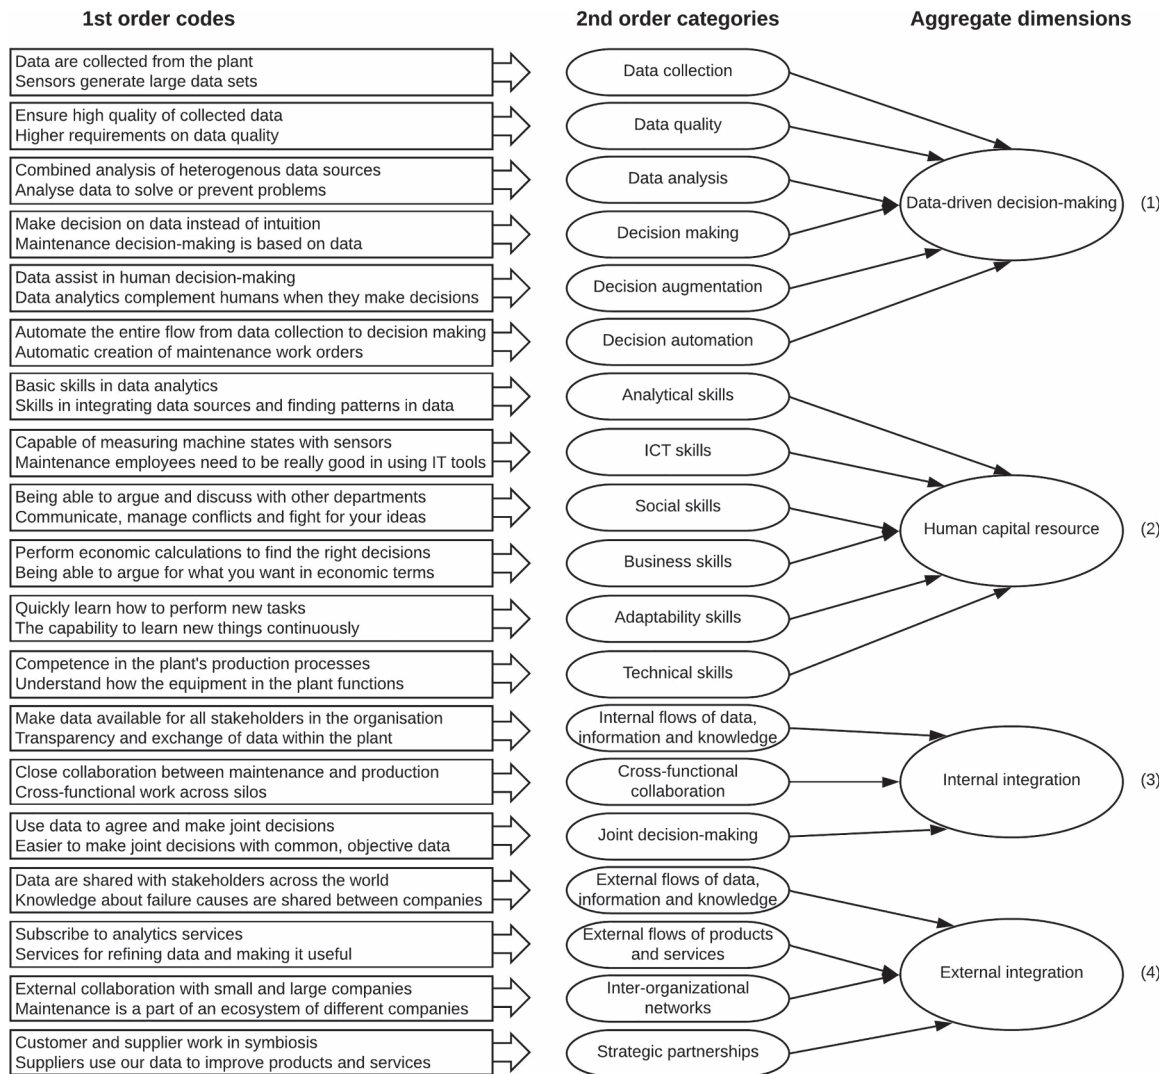 1st order codes
2nd order categories
Aggregate dimensions
Data are collected from the plant
Sensors generate large data sets
Data collection
Ensure high quality of collected data
Higher requirements on data quality
Data quality
Combined analysis of heterogenous data sources
Analyse data to solve or prevent problems
Data analysis
Make decision on data instead of intuition
Maintenance decision-making is based on data
Decision making
Data assist in human decision-making
Data analytics complement humans when they make decisions
Decision augmentation
Automate the entire flow from data collection to decision making
Automatic creation of maintenance work orders
Decision automation
Data-driven decision-making
(1)
Basic skills in data analytics
Skills in integrating data sources and finding patterns in data
Analytical skills
Capable of measuring machine states with sensors
Maintenance employees need to be really good in using IT tools
ICT skills
Being able to argue and discuss with other departments
Communicate, manage conflicts and fight for your ideas
Social skills
Perform economic calculations to find the right decisions
Being able to argue for what you want in economic terms
Business skills
Quickly learn how to perform new tasks
The capability to learn new things continuously
Adaptability skills
Competence in the plant's production processes
Understand how the equipment in the plant functions
Technical skills
Human capital resource
(2)
Make data available for all stakeholders in the organisation
Transparency and exchange of data within the plant
Internal flows of data,
information and knowledge
Close collaboration between maintenance and production
Cross-functional work across silos
Cross-functional
collaboration
Use data to agree and make joint decisions
Easier to make joint decisions with common, objective data
Joint decision-making
Internal integration
(3)
Data are shared with stakeholders across the world
Knowledge about failure causes are shared between companies
External flows of data,
information and knowledge
Subscribe to analytics services
Services for refining data and making it useful
External flows of products
and services
External collaboration with small and large companies
Maintenance is a part of an ecosystem of different companies
Inter-organizational
networks
Customer and supplier work in symbiosis
Suppliers use our data to improve products and services
Strategic partnerships
External integration
(4)